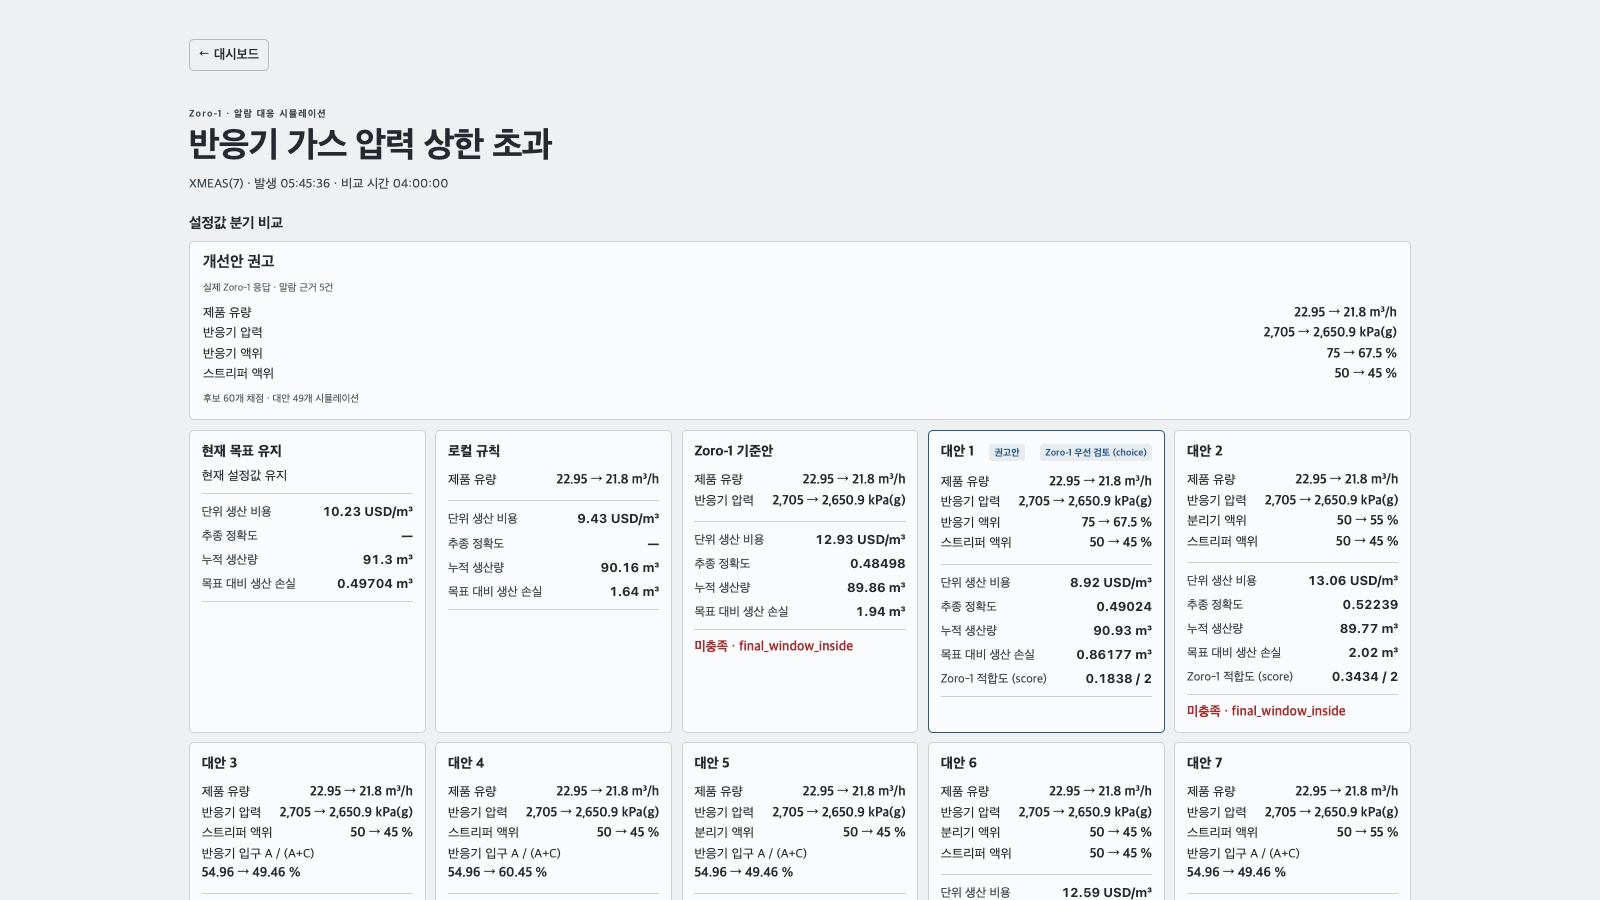 ← 대시보드
Zoro-1 · 알람 대응 시뮬레이션
반응기 가스 압력 상한 초과
XMEAS(7) · 발생 05:45:36 · 비교 시간 04:00:00
설정값 분기 비교
개선안 권고
실제 Zoro-1 응답 · 알람 근거 5건
제품 유량 22.95 → 21.8 m³/h
반응기 압력 2,705 → 2,650.9 kPa(g)
반응기 액위 75 → 67.5 %
스트리퍼 액위 50 → 45 %
후보 60개 채점 · 대안 49개 시뮬레이션
현재 목표 유지
현재 설정값 유지
단위 생산 비용 10.23 USD/m³
추종 정확도 —
누적 생산량 91.3 m³
목표 대비 생산 손실 0.49704 m³
로컬 규칙
제품 유량 22.95 → 21.8 m³/h
단위 생산 비용 9.43 USD/m³
추종 정확도 —
누적 생산량 90.16 m³
목표 대비 생산 손실 1.64 m³
Zoro-1 기준안
제품 유량 22.95 → 21.8 m³/h
반응기 압력 2,705 → 2,650.9 kPa(g)
단위 생산 비용 12.93 USD/m³
추종 정확도 0.48498
누적 생산량 89.86 m³
목표 대비 생산 손실 1.94 m³
미충족 · final_window_inside
대안 1 권고안 Zoro-1 우선 검토 (choice)
제품 유량 22.95 → 21.8 m³/h
반응기 압력 2,705 → 2,650.9 kPa(g)
반응기 액위 75 → 67.5 %
스트리퍼 액위 50 → 45 %
단위 생산 비용 8.92 USD/m³
추종 정확도 0.49024
누적 생산량 90.93 m³
목표 대비 생산 손실 0.86177 m³
Zoro-1 적합도 (score) 0.1838 / 2
대안 2
제품 유량 22.95 → 21.8 m³/h
반응기 압력 2,705 → 2,650.9 kPa(g)
분리기 액위 50 → 55 %
스트리퍼 액위 50 → 45 %
단위 생산 비용 13.06 USD/m³
추종 정확도 0.52239
누적 생산량 89.77 m³
목표 대비 생산 손실 2.02 m³
Zoro-1 적합도 (score) 0.3434 / 2
미충족 · final_window_inside
대안 3
제품 유량 22.95 → 21.8 m³/h
반응기 압력 2,705 → 2,650.9 kPa(g)
스트리퍼 액위 50 → 45 %
반응기 입구 A / (A+C)
54.96 → 49.46 %
대안 4
제품 유량 22.95 → 21.8 m³/h
반응기 압력 2,705 → 2,650.9 kPa(g)
스트리퍼 액위 50 → 45 %
반응기 입구 A / (A+C)
54.96 → 60.45 %
대안 5
제품 유량 22.95 → 21.8 m³/h
반응기 압력 2,705 → 2,650.9 kPa(g)
분리기 액위 50 → 45 %
반응기 입구 A / (A+C)
54.96 → 49.46 %
대안 6
제품 유량 22.95 → 21.8 m³/h
반응기 압력 2,705 → 2,650.9 kPa(g)
분리기 액위 50 → 45 %
스트리퍼 액위 50 → 45 %
단위 생산 비용 12.59 USD/m³
대안 7
제품 유량 22.95 → 21.8 m³/h
반응기 압력 2,705 → 2,650.9 kPa(g)
스트리퍼 액위 50 → 55 %
반응기 입구 A / (A+C)
54.96 → 49.46 %